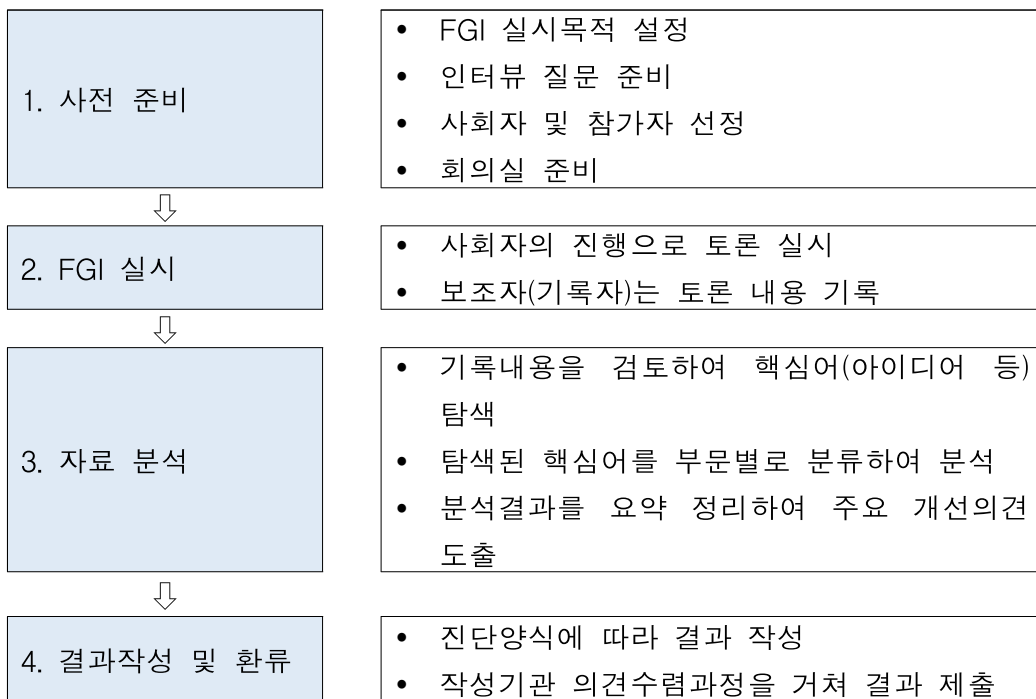 1. 사전 준비
• FGI 실시목적 설정
• 인터뷰 질문 준비
• 사회자 및 참가자 선정
• 회의실 준비
2. FGI 실시
• 사회자의 진행으로 토론 실시
• 보조자(기록자)는 토론 내용 기록
3. 자료 분석
• 기록내용을 검토하여 핵심어(아이디어 등)
탐색
• 탐색된 핵심어를 부문별로 분류하여 분석
• 분석결과를 요약 정리하여 주요 개선의견
도출
4. 결과작성 및 환류
• 진단양식에 따라 결과 작성
• 작성기관 의견수렴과정을 거쳐 결과 제출